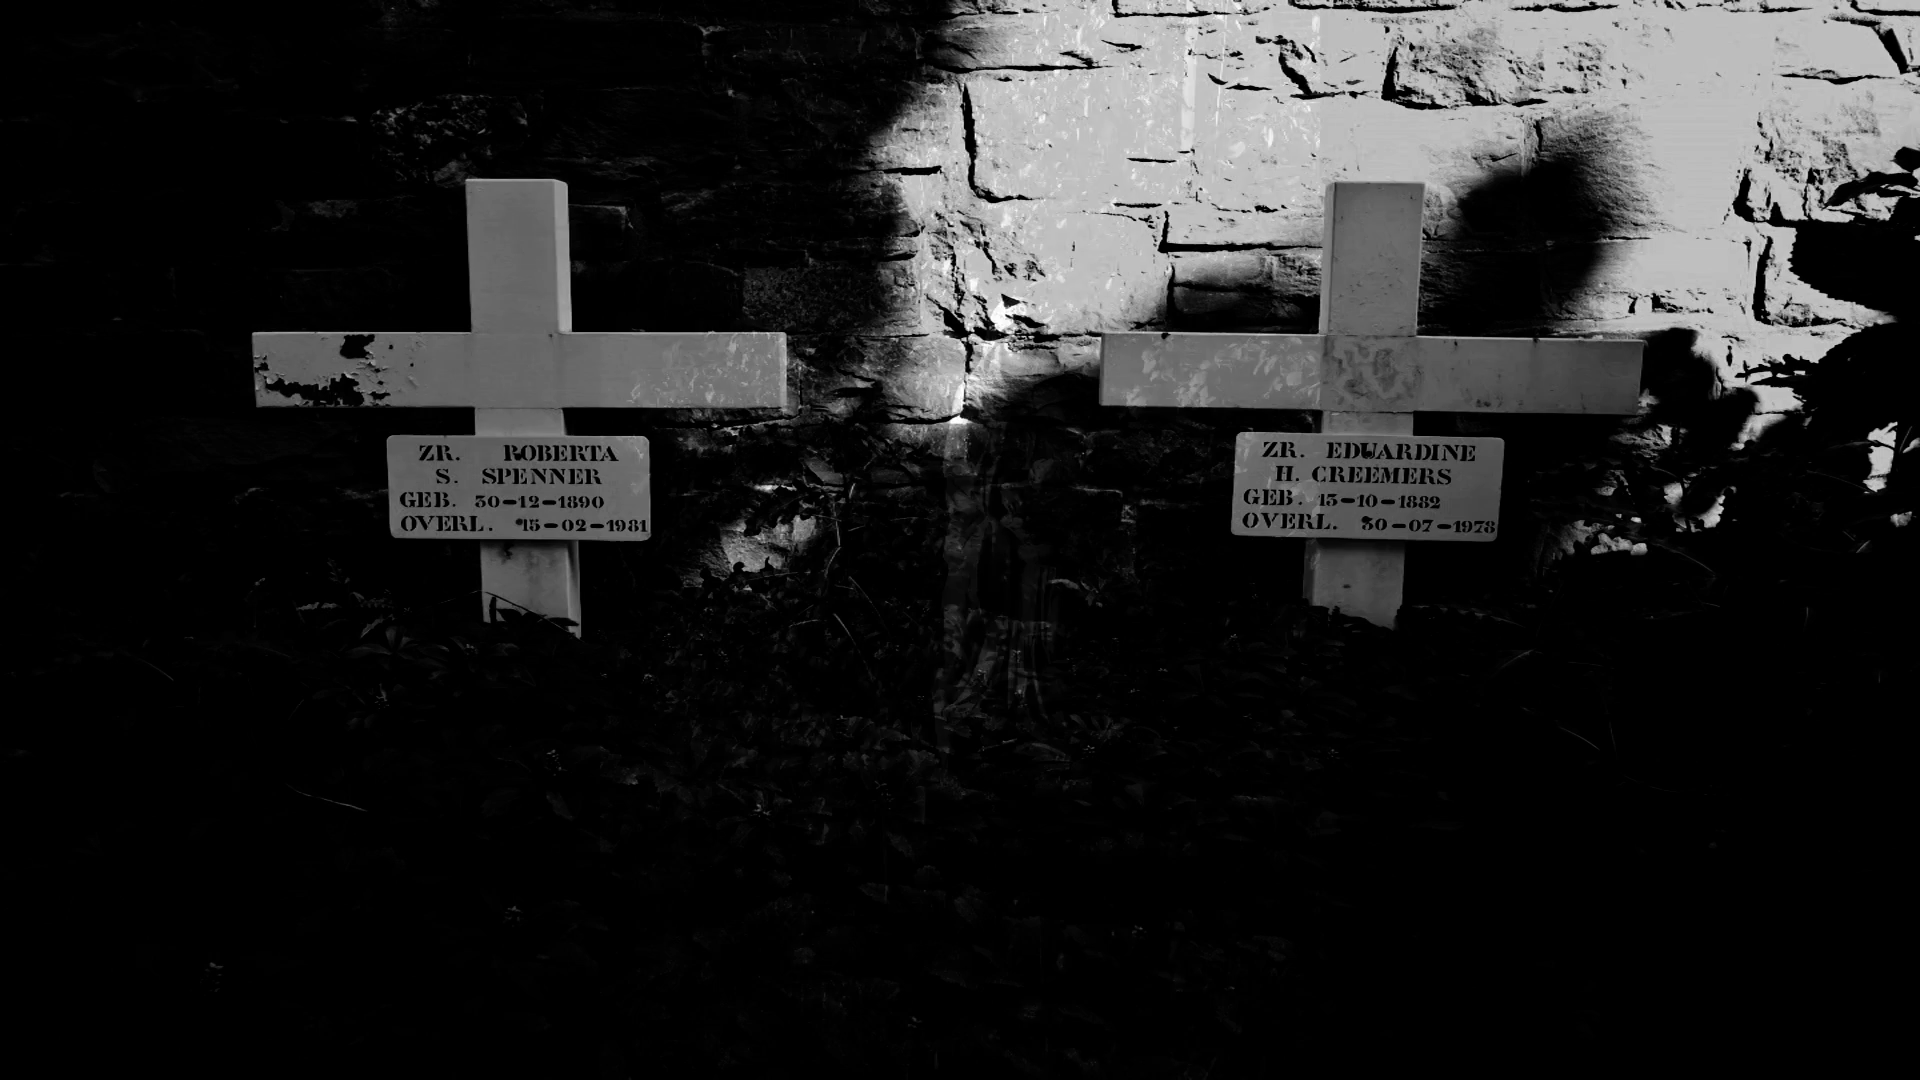 ZR. ROBERTA
S. SPENNER
GEB. 30-12-1890
OVERL. 15-02-1981
ZR. EDUARDINE
H. CREEMERS
GEB. 13-10-1882
OVERL. 30-07-1978